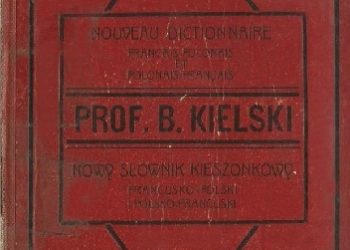 NOUVEAU DICTIONNAIRE
FRANÇAIS-POLONAIS
ET
POLONAIS-FRANÇAIS
PROF. B. KIELSKI
NOWY SŁOWNIK KIESZONKOWY
FRANCUSKO-POLSKI
I POLSKO-FRANCUSKI